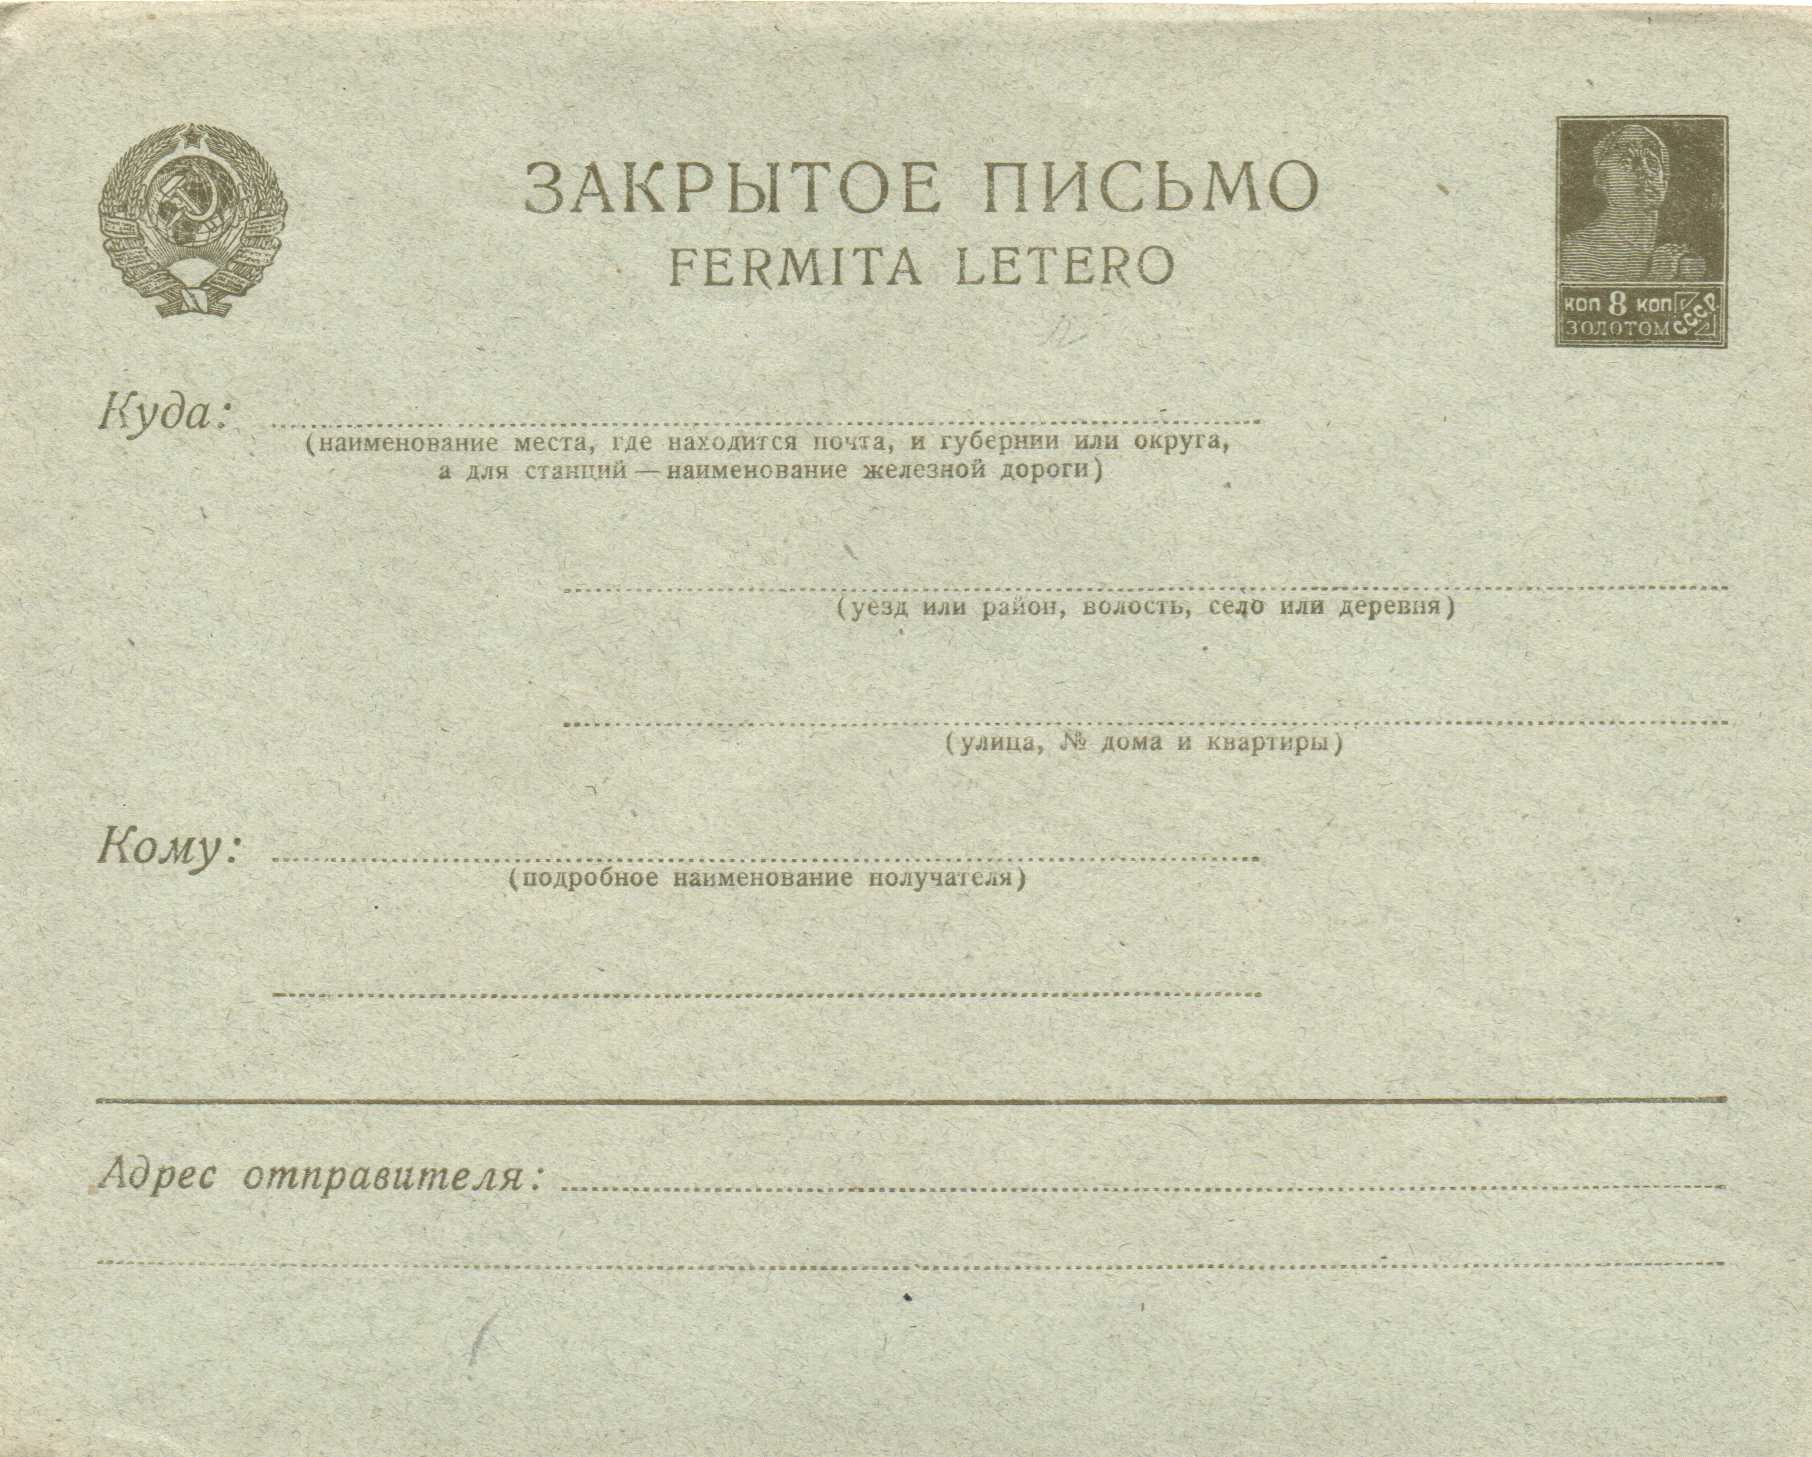 ЗАКРЫТОЕ ПИСЬМО
FERMITA LETERO
КОП 8 КОП
ЗОЛОТОМ
СССР
Куда:
(наименование места, где находится почта, и губернии или округа,
а для станций — наименование железной дороги)
(уезд или район, волость, село или деревня)
(улица, № дома и квартиры)
Кому:
(подробное наименование получателя)
Адрес отправителя: